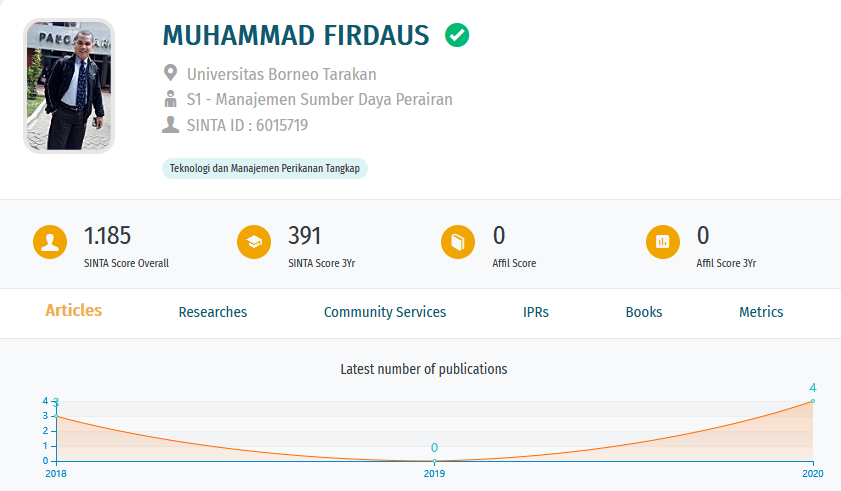 MUHAMMAD FIRDAUS
Universitas Borneo Tarakan
S1 - Manajemen Sumber Daya Perairan
SINTA ID : 6015719
Teknologi dan Manajemen Perikanan Tangkap
1.185
SINTA Score Overall
391
SINTA Score 3Yr
0
Affil Score
0
Affil Score 3Yr
Articles
Researches
Community Services
IPRs
Books
Metrics
Latest number of publications
4
3
2
1
0
3
0
4
2018
2019
2020